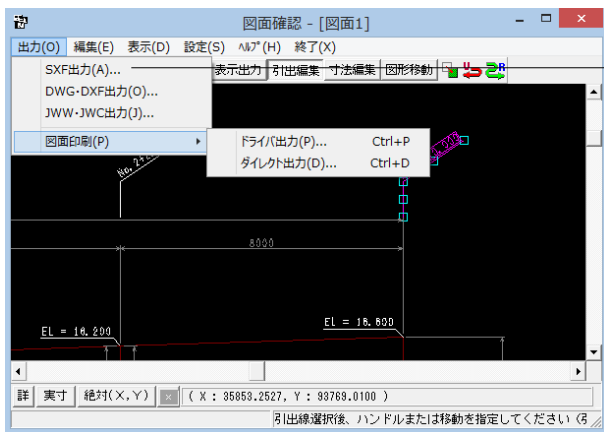 図面確認 - [図面1]
出力(O) 編集(E) 表示(D) 設定(S) ﾍﾙﾌﾟ(H) 終了(X)
SXF出力(A)...
表示出力 引出編集 寸法編集 図形移動
DWG・DXF出力(O)...
JWW・JWC出力(J)...
図面印刷(P)
ドライバ出力(P)... Ctrl+P
ダイレクト出力(D)... Ctrl+D
8000
EL = 16.600
EL = 16.200
詳 実寸 絶対(X,Y) ( X : 35853.2527, Y : 93769.0100 )
引出線選択後、ハンドルまたは移動を指定してください